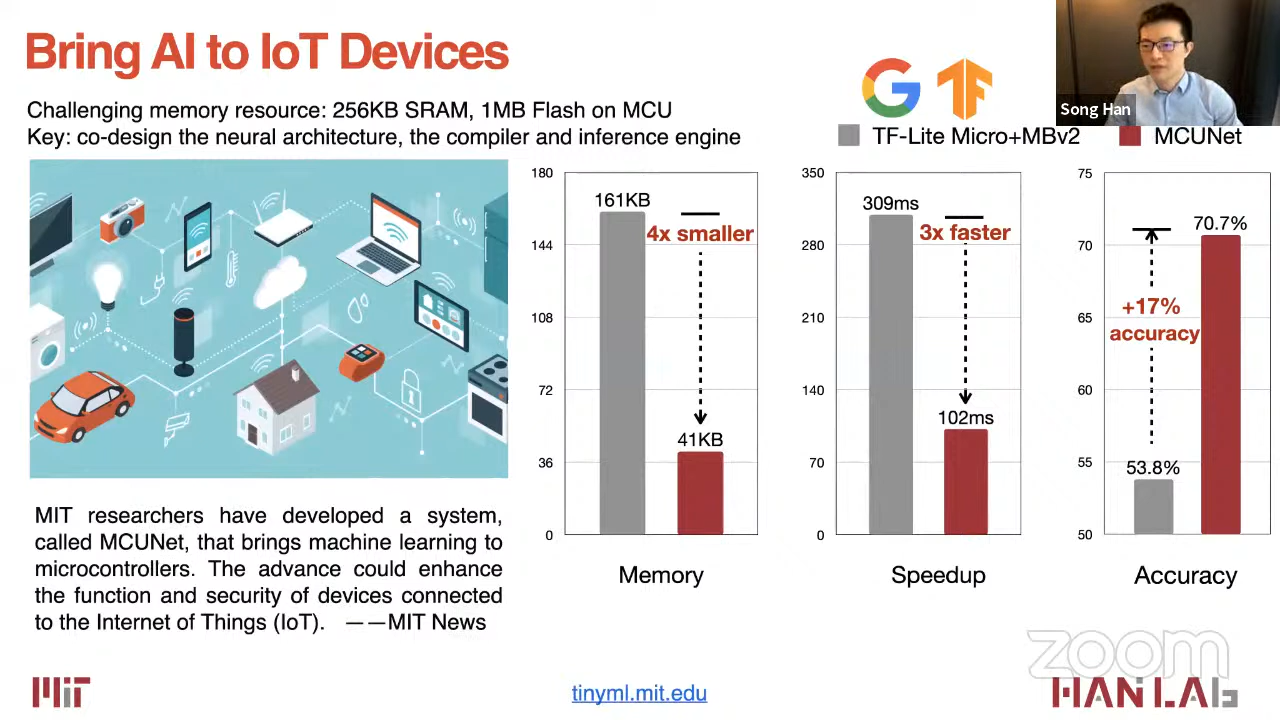 Bring AI to IoT Devices
Challenging memory resource: 256KB SRAM, 1MB Flash on MCU
Key: co-design the neural architecture, the compiler and inference engine
Song Han
TF-Lite Micro+MBv2
MCUNet
180
144
108
72
36
0
161KB
4x smaller
41KB
Memory
350
280
210
140
70
0
309ms
3x faster
102ms
Speedup
75
70
65
60
55
50
70.7%
+17%
accuracy
53.8%
Accuracy
MIT researchers have developed a system,
called MCUNet, that brings machine learning to
microcontrollers. The advance could enhance
the function and security of devices connected
to the Internet of Things (IoT). ——MIT News
zoom
MIT
tinyml.mit.edu
HAN LAB